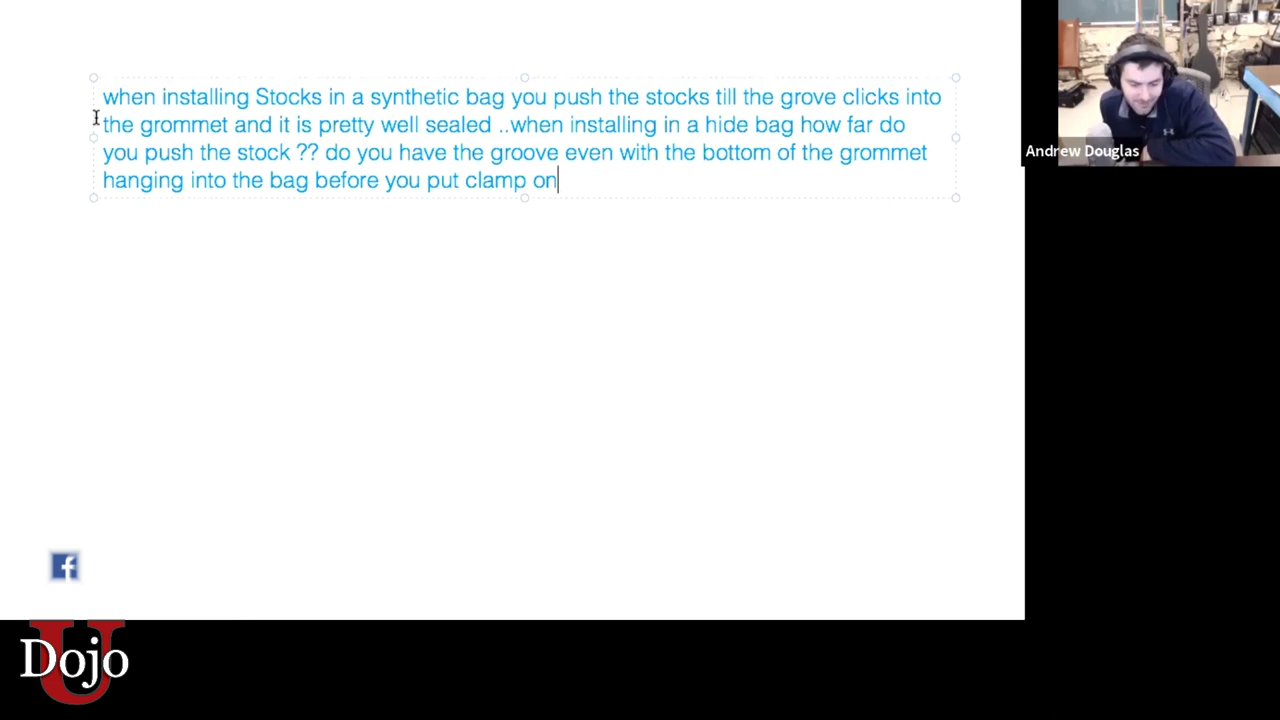 when installing Stocks in a synthetic bag you push the stocks till the grove clicks into
the grommet and it is pretty well sealed ..when installing in a hide bag how far do
you push the stock ?? do you have the groove even with the bottom of the grommet
hanging into the bag before you put clamp on
Andrew Douglas
f
U
Dojo